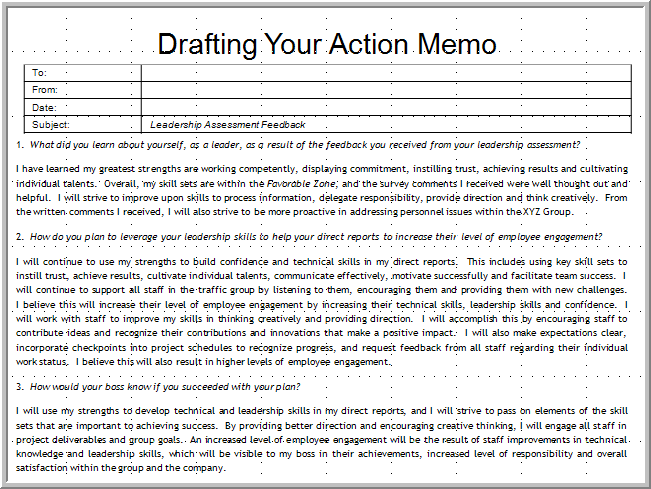 Drafting Your Action Memo
To:
From:
Date:
Subject: Leadership Assessment Feedback
1. What did you learn about yourself, as a leader, as a result of the feedback you received from your leadership assessment?
I have learned my greatest strengths are working competently, displaying commitment, instilling trust, achieving results and cultivating
individual talents. Overall, my skill sets are within the Favorable Zone, and the survey comments I received were well thought out and
helpful. I will strive to improve upon skills to process information, delegate responsibility, provide direction and think creatively. From
the written comments I received, I will also strive to be more proactive in addressing personnel issues within the XYZ Group.
2. How do you plan to leverage your leadership skills to help your direct reports to increase their level of employee engagement?
I will continue to use my strengths to build confidence and technical skills in my direct reports. This includes using key skill sets to
instill trust, achieve results, cultivate individual talents, communicate effectively, motivate successfully and facilitate team success. I
will continue to support all staff in the traffic group by listening to them, encouraging them and providing them with new challenges.
I believe this will increase their level of employee engagement by increasing their technical skills, leadership skills and confidence. I
will work with staff to improve my skills in thinking creatively and providing direction. I will accomplish this by encouraging staff to
contribute ideas and recognize their contributions and innovations that make a positive impact. I will also make expectations clear,
incorporate checkpoints into project schedules to recognize progress, and request feedback from all staff regarding their individual
work status. I believe this will also result in higher levels of employee engagement.
3. How would your boss know if you succeeded with your plan?
I will use my strengths to develop technical and leadership skills in my direct reports, and I will strive to pass on elements of the skill
sets that are important to achieving success. By providing better direction and encouraging creative thinking, I will engage all staff in
project deliverables and group goals. An increased level of employee engagement will be the result of staff improvements in technical
knowledge and leadership skills, which will be visible to my boss in their achievements, increased level of responsibility and overall
satisfaction within the group and the company.